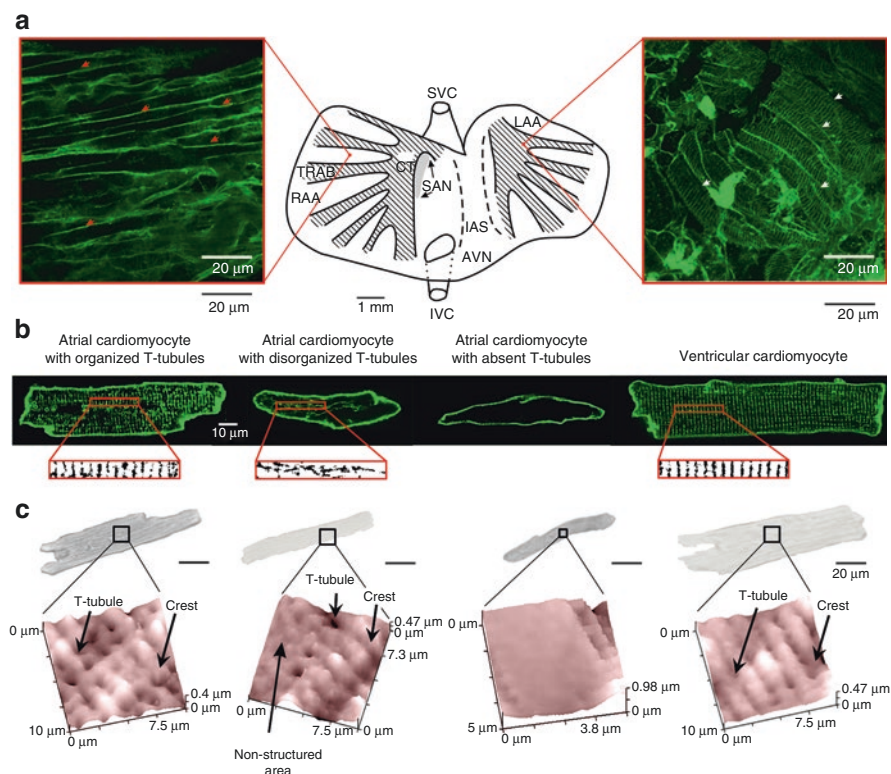 a
SVC
LAA
CT
TRAB
SAN
RAA
IAS
AVN
20 μm
20 μm
20 μm
1 mm
20 μm
IVC
b
Atrial cardiomyocyte
with organized T-tubules
Atrial cardiomyocyte
with disorganized T-tubules
Atrial cardiomyocyte
with absent T-tubules
Ventricular cardiomyocyte
10 μm
c
20 μm
T-tubule
Crest
0 μm
0.4 μm
0 μm
10 μm
0 μm
7.5 μm
T-tubule
Crest
0.47 μm
0 μm
7.3 μm
0 μm
7.5 μm
0 μm
Non-structured
area
0 μm
0.98 μm
0 μm
5 μm
0 μm
3.8 μm
T-tubule
Crest
0 μm
0.47 μm
0 μm
10 μm
0 μm
7.5 μm